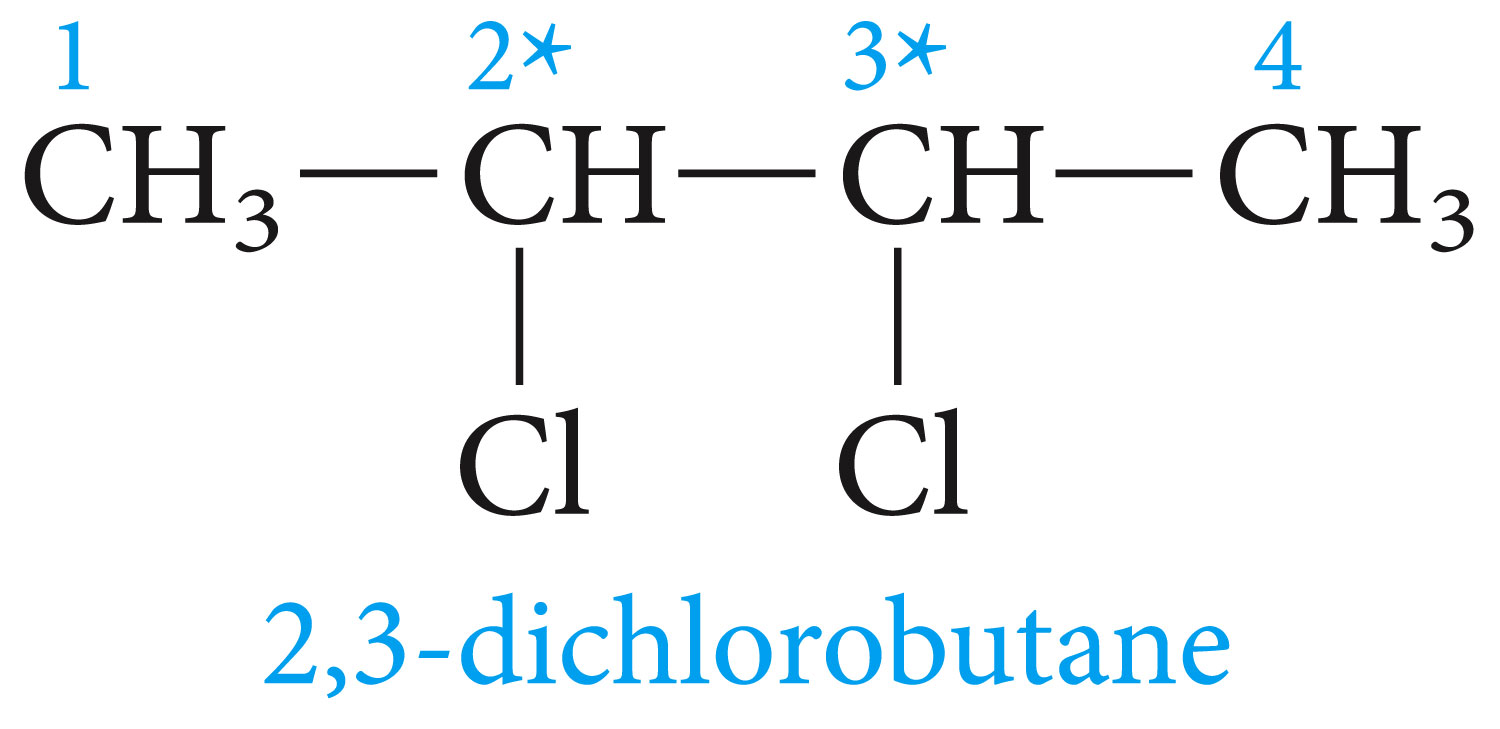 1 2* 3* 4
CH₃—CH—CH—CH₃
Cl Cl
2,3-dichlorobutane